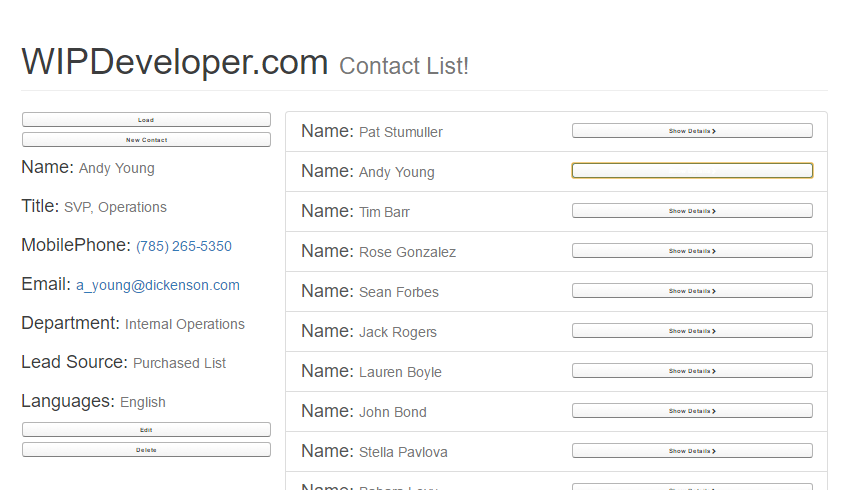 WIPDeveloper.com Contact List!
Load
New Contact
Name: Andy Young
Title: SVP, Operations
MobilePhone: (785) 265-5350
Email: a_young@dickenson.com
Department: Internal Operations
Lead Source: Purchased List
Languages: English
Edit
Delete
Name: Pat Stumuller Show Details
Name: Andy Young
Name: Tim Barr Show Details
Name: Rose Gonzalez Show Details
Name: Sean Forbes Show Details
Name: Jack Rogers Show Details
Name: Lauren Boyle Show Details
Name: John Bond Show Details
Name: Stella Pavlova Show Details
Name: